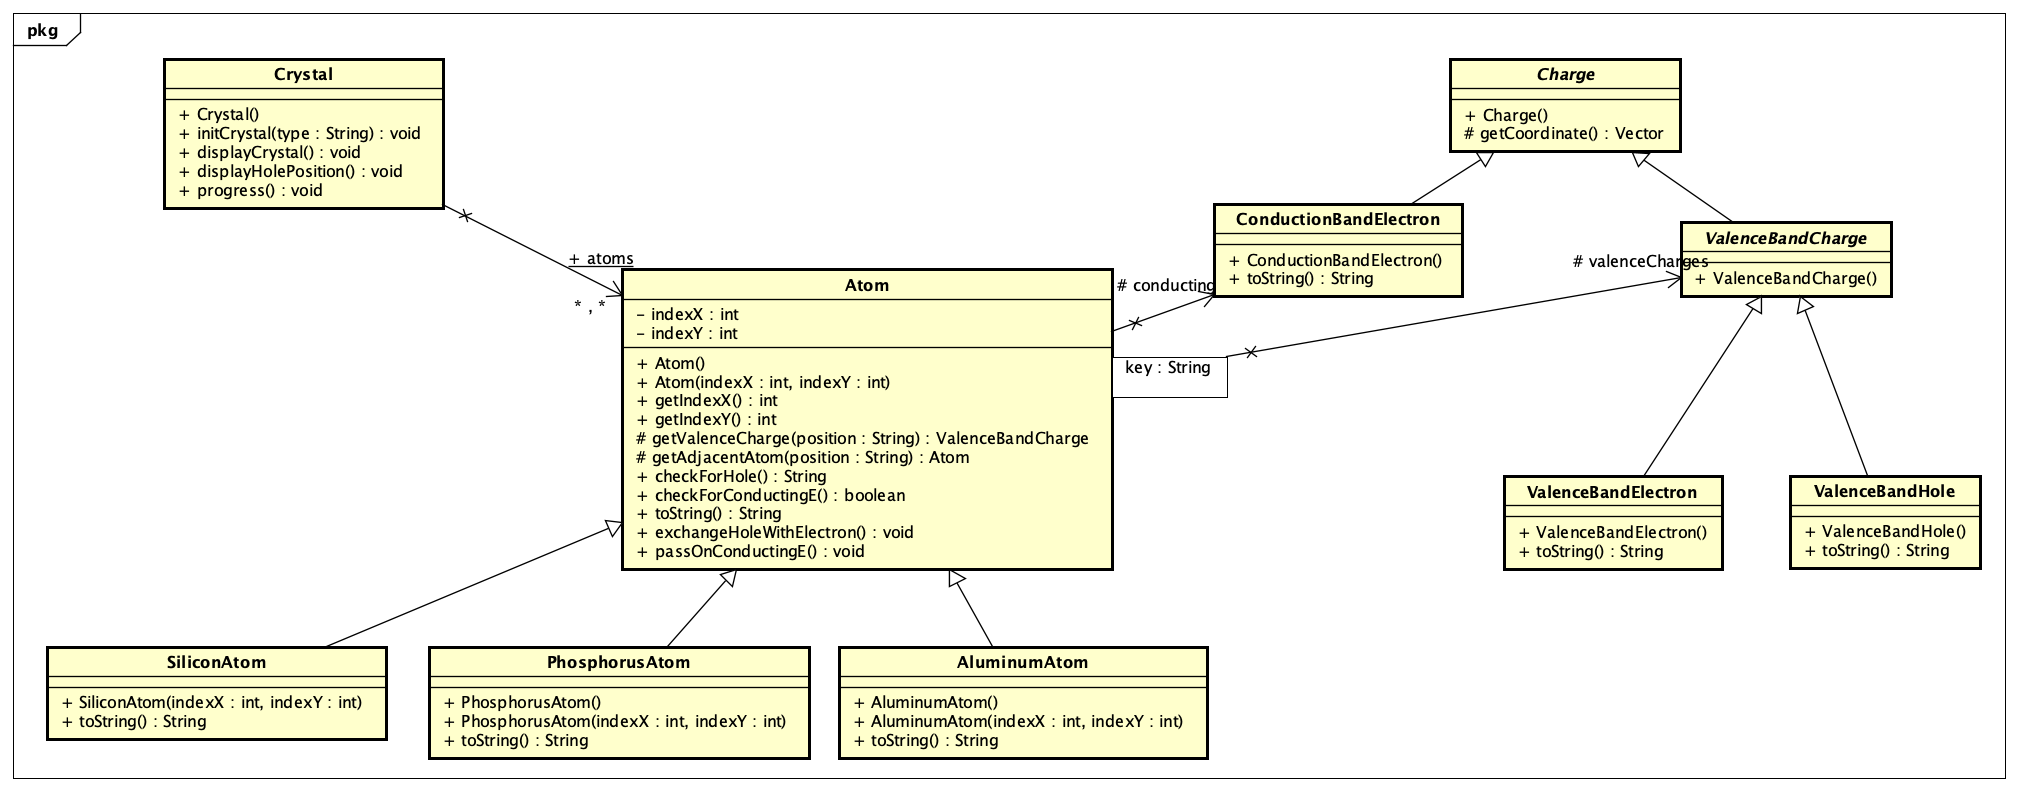 pkg
Crystal
+ Crystal()
+ initCrystal(type : String) : void
+ displayCrystal() : void
+ displayHolePosition() : void
+ progress() : void
+ atoms
* , *
Atom
- indexX : int
- indexY : int
+ Atom()
+ Atom(indexX : int, indexY : int)
+ getIndexX() : int
+ getIndexY() : int
# getValenceCharge(position : String) : ValenceBandCharge
# getAdjacentAtom(position : String) : Atom
+ checkForHole() : String
+ checkForConductingE() : boolean
+ toString() : String
+ exchangeHoleWithElectron() : void
+ passOnConductingE() : void
# conducting
key : String
# valenceCharges
Charge
+ Charge()
# getCoordinate() : Vector
ConductionBandElectron
+ ConductionBandElectron()
+ toString() : String
ValenceBandCharge
+ ValenceBandCharge()
ValenceBandElectron
+ ValenceBandElectron()
+ toString() : String
ValenceBandHole
+ ValenceBandHole()
+ toString() : String
SiliconAtom
+ SiliconAtom(indexX : int, indexY : int)
+ toString() : String
PhosphorusAtom
+ PhosphorusAtom()
+ PhosphorusAtom(indexX : int, indexY : int)
+ toString() : String
AluminumAtom
+ AluminumAtom()
+ AluminumAtom(indexX : int, indexY : int)
+ toString() : String